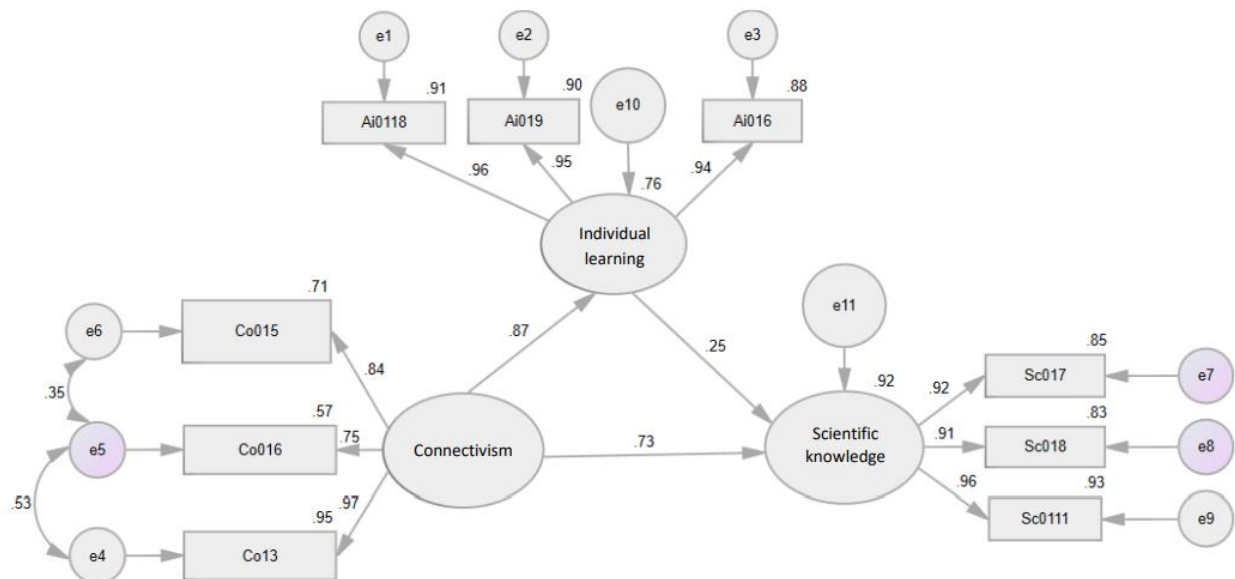 e1
e2
e3
.91
.90
.88
Ai0118
Ai019
e10
Ai016
.96
.95
.94
.76
Individual
learning
.71
e6
Co015
e11
.87
.25
.85
.84
.35
.92
.92
Sc017
e7
.57
.75
.83
e5
Co016
Connectivism
.73
Scientific
knowledge
.91
Sc018
e8
.53
.97
.96
.93
.95
e4
Co13
Sc0111
e9